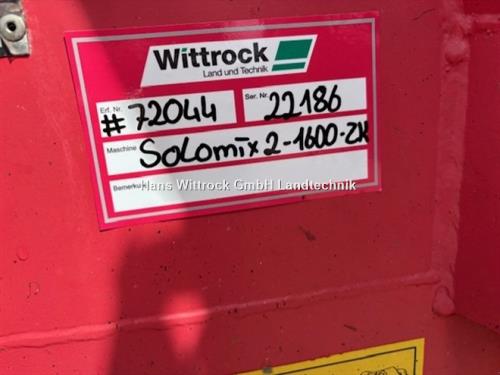 Wittrock
Land und Technik
Erf. Nr. #72044
Ser. Nr. 22186
Maschine Solomix 2-1600-ZK
Bemerku
Hans Wittrock GmbH Landtechnik